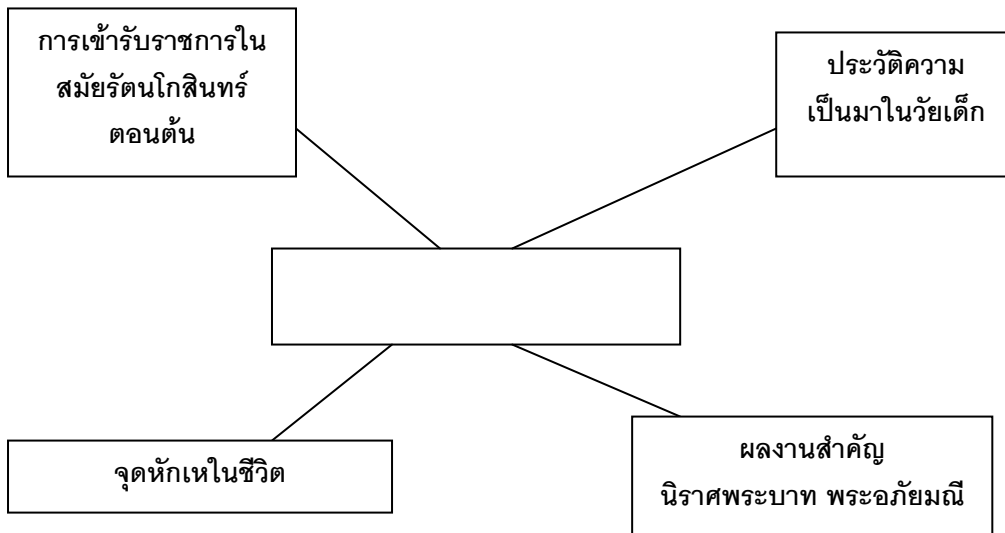 การเข้ารับราชการใน
สมัยรัตนโกสินทร์
ตอนต้น
ประวัติความ
เป็นมาในวัยเด็ก
จุดหักเหในชีวิต
ผลงานสำคัญ
นิราศพระบาท พระอภัยมณี